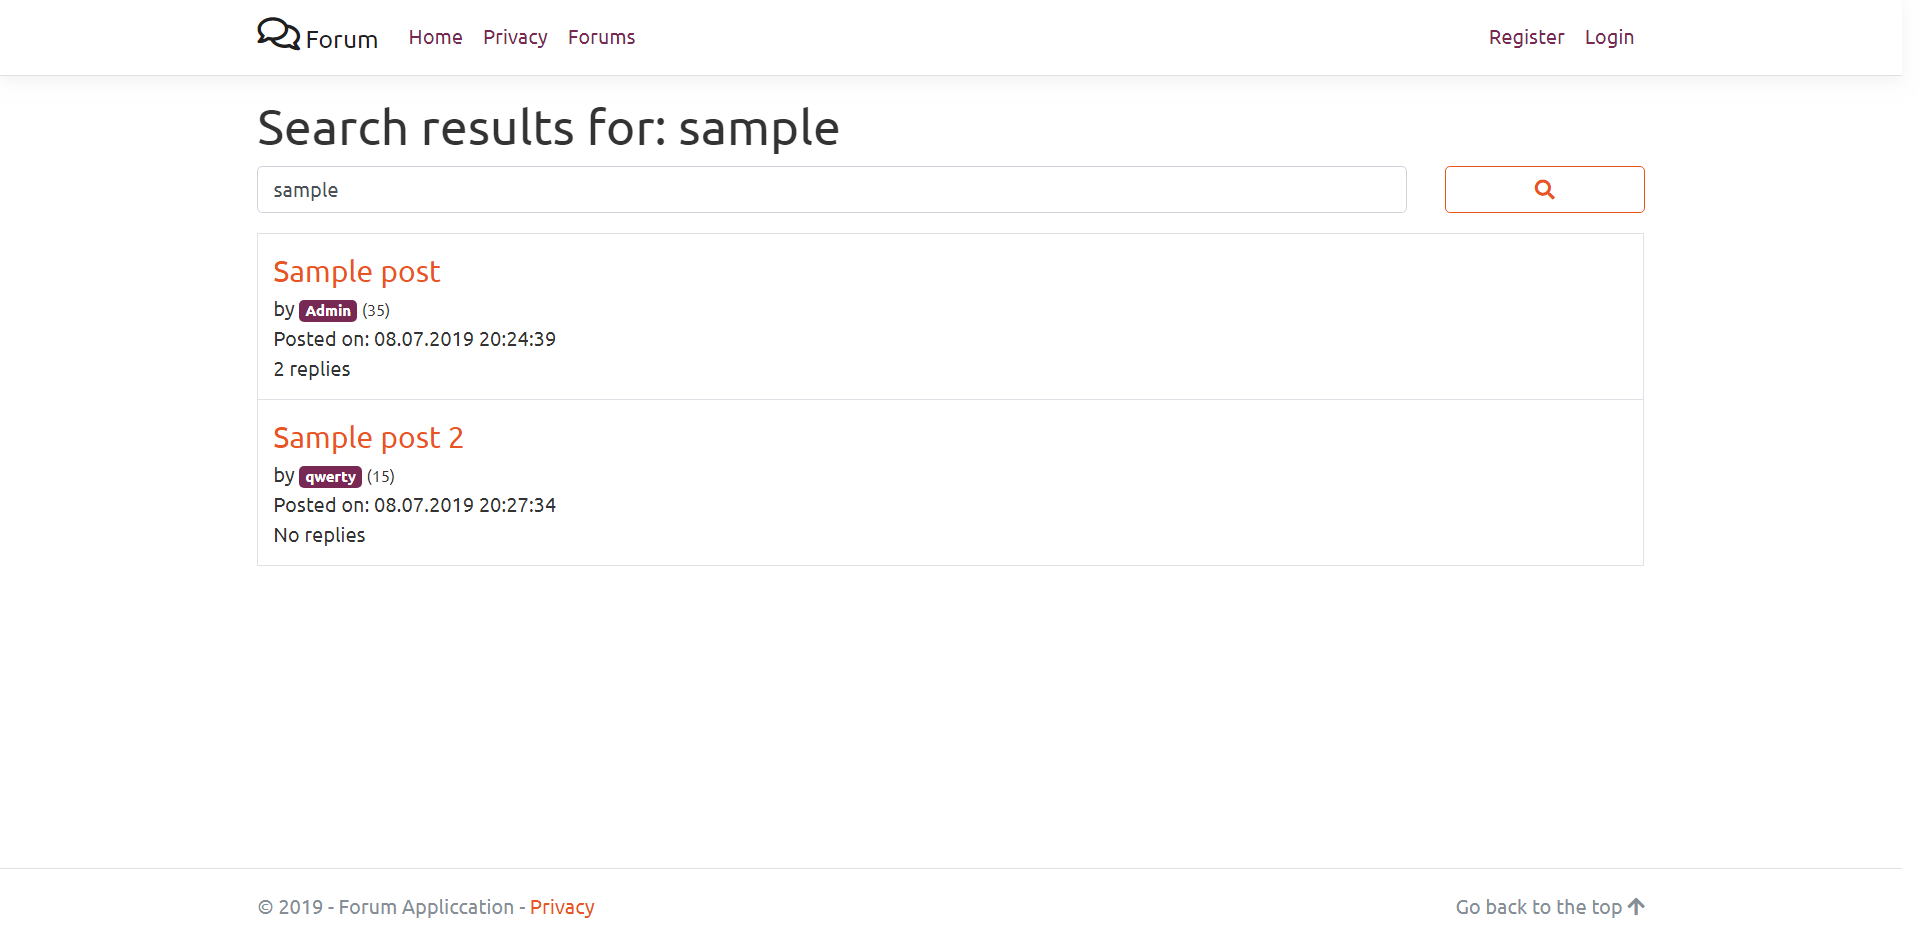 Forum Home Privacy Forums Register Login
Search results for: sample
sample
Sample post
by Admin (35)
Posted on: 08.07.2019 20:24:39
2 replies
Sample post 2
by qwerty (15)
Posted on: 08.07.2019 20:27:34
No replies
© 2019 - Forum Appliccation - Privacy Go back to the top